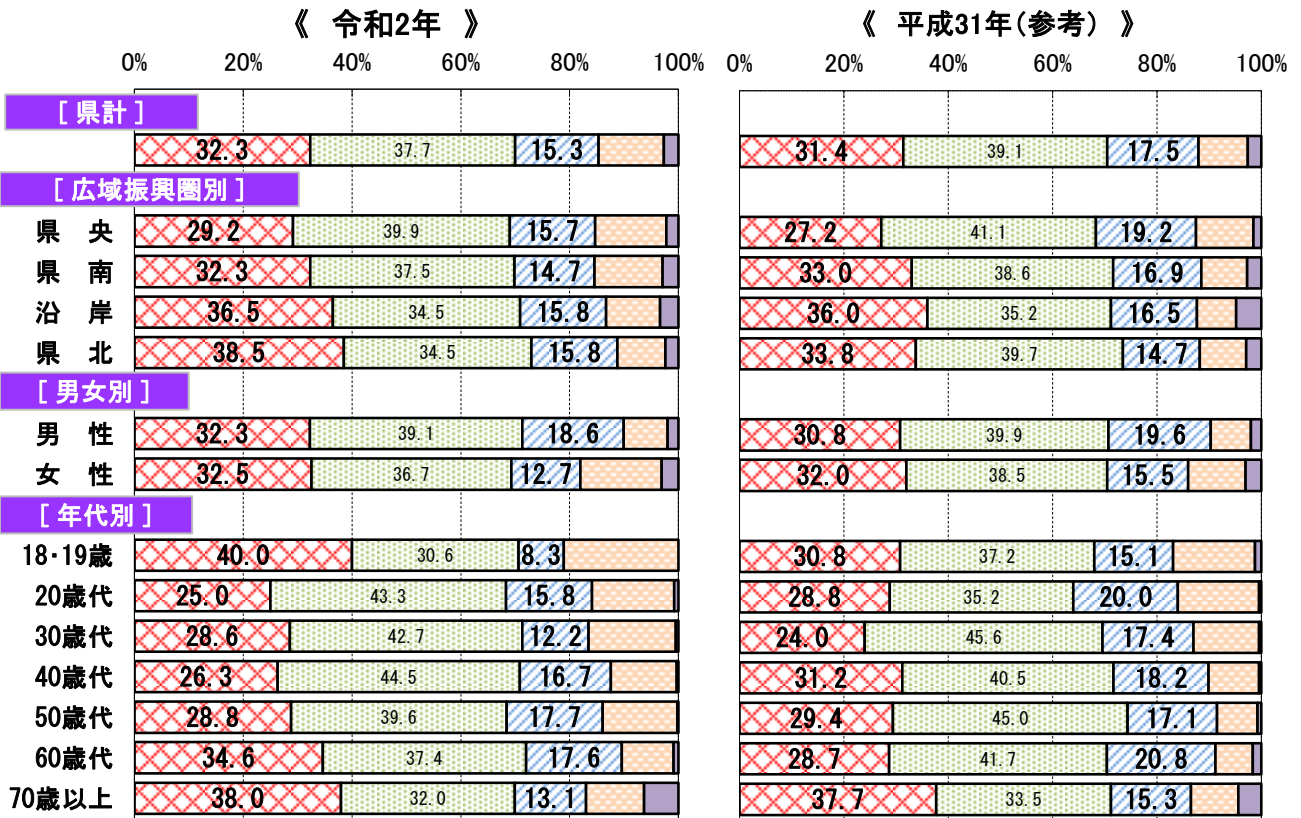 《 令和2年 》 《 平成31年(参考) 》
0% 20% 40% 60% 80% 100% 0% 20% 40% 60% 80% 100%
[ 県計 ]
32.3 37.7 15.3 31.4 39.1 17.5
[ 広域振興圏別 ]
県 央 29.2 39.9 15.7 27.2 41.1 19.2
県 南 32.3 37.5 14.7 33.0 38.6 16.9
沿 岸 36.5 34.5 15.8 36.0 35.2 16.5
県 北 38.5 34.5 15.8 33.8 39.7 14.7
[ 男女別 ]
男 性 32.3 39.1 18.6 30.8 39.9 19.6
女 性 32.5 36.7 12.7 32.0 38.5 15.5
[ 年代別 ]
18・19歳 40.0 30.6 8.3 30.8 37.2 15.1
20歳代 25.0 43.3 15.8 28.8 35.2 20.0
30歳代 28.6 42.7 12.2 24.0 45.6 17.4
40歳代 26.3 44.5 16.7 31.2 40.5 18.2
50歳代 28.8 39.6 17.7 29.4 45.0 17.1
60歳代 34.6 37.4 17.6 28.7 41.7 20.8
70歳以上 38.0 32.0 13.1 37.7 33.5 15.3